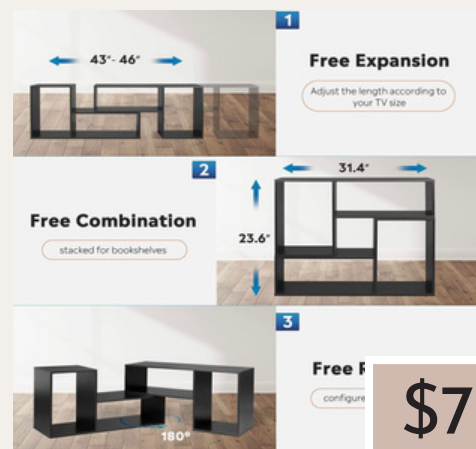 1
43"- 46"
Free Expansion
Adjust the length according to
your TV size
2
31.4"
Free Combination
stacked for bookshelves
23.6"
3
Free
configure
180°
$7